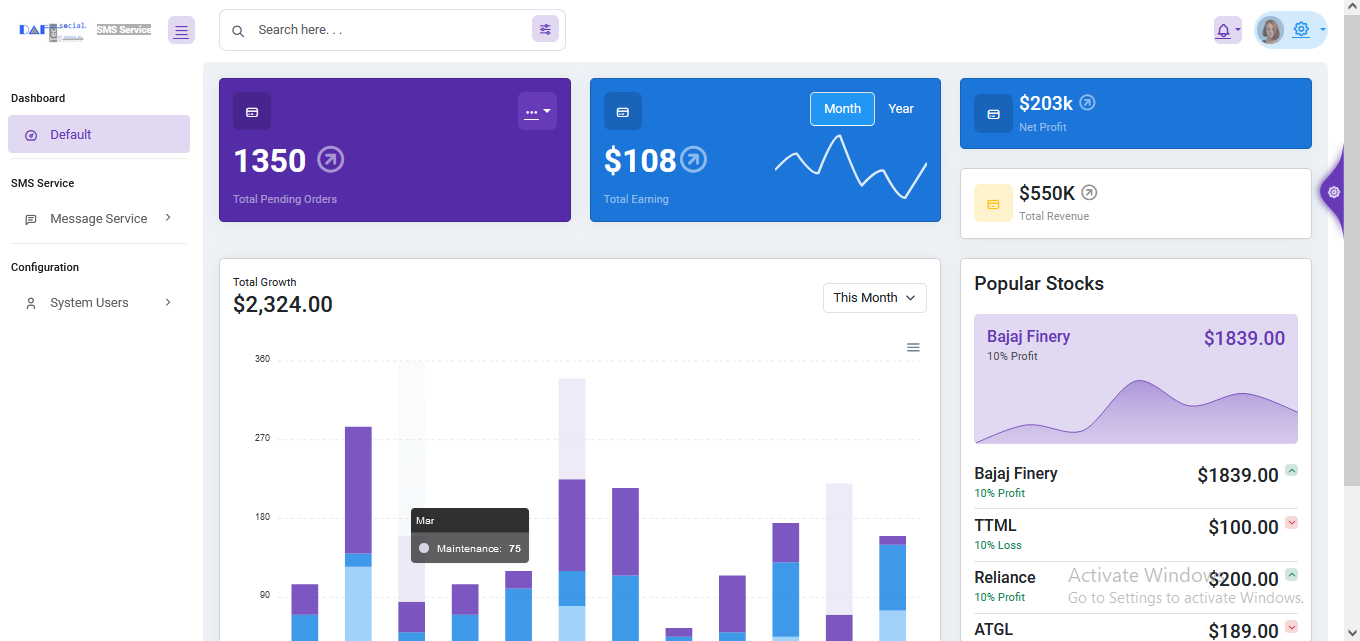 DAF
social.
SMS Service
Search here. . .
Dashboard
Default
SMS Service
Message Service
Configuration
System Users
1350
Total Pending Orders
Month
Year
$108
Total Earning
$203k
Net Profit
$550K
Total Revenue
Total Growth
$2,324.00
This Month
360
270
180
90
Mar
Maintenance: 75
Popular Stocks
Bajaj Finery
$1839.00
10% Profit
Bajaj Finery
$1839.00
10% Profit
TTML
$100.00
10% Loss
Reliance
$200.00
10% Profit
ATGL
$189.00
Activate Windows
Go to Settings to activate Windows.